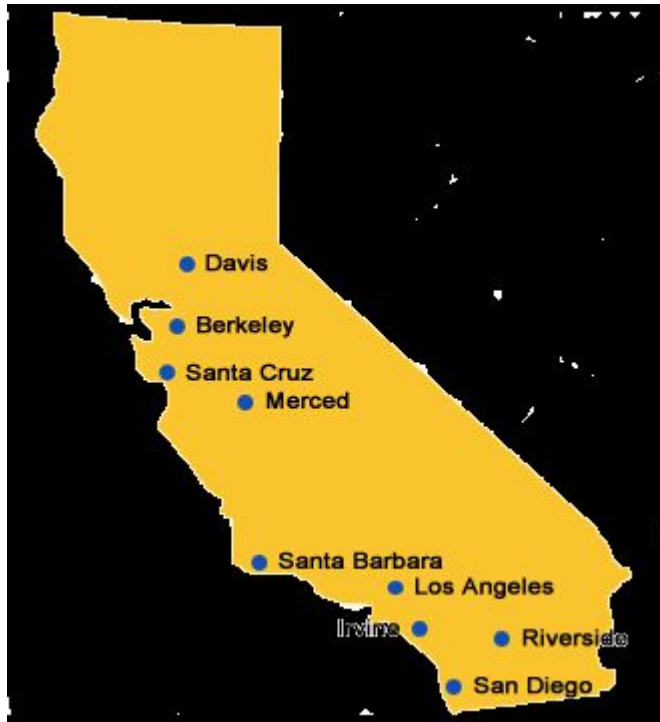 Davis
Berkeley
Santa Cruz
Merced
Santa Barbara
Los Angeles
Irvine
Riverside
San Diego